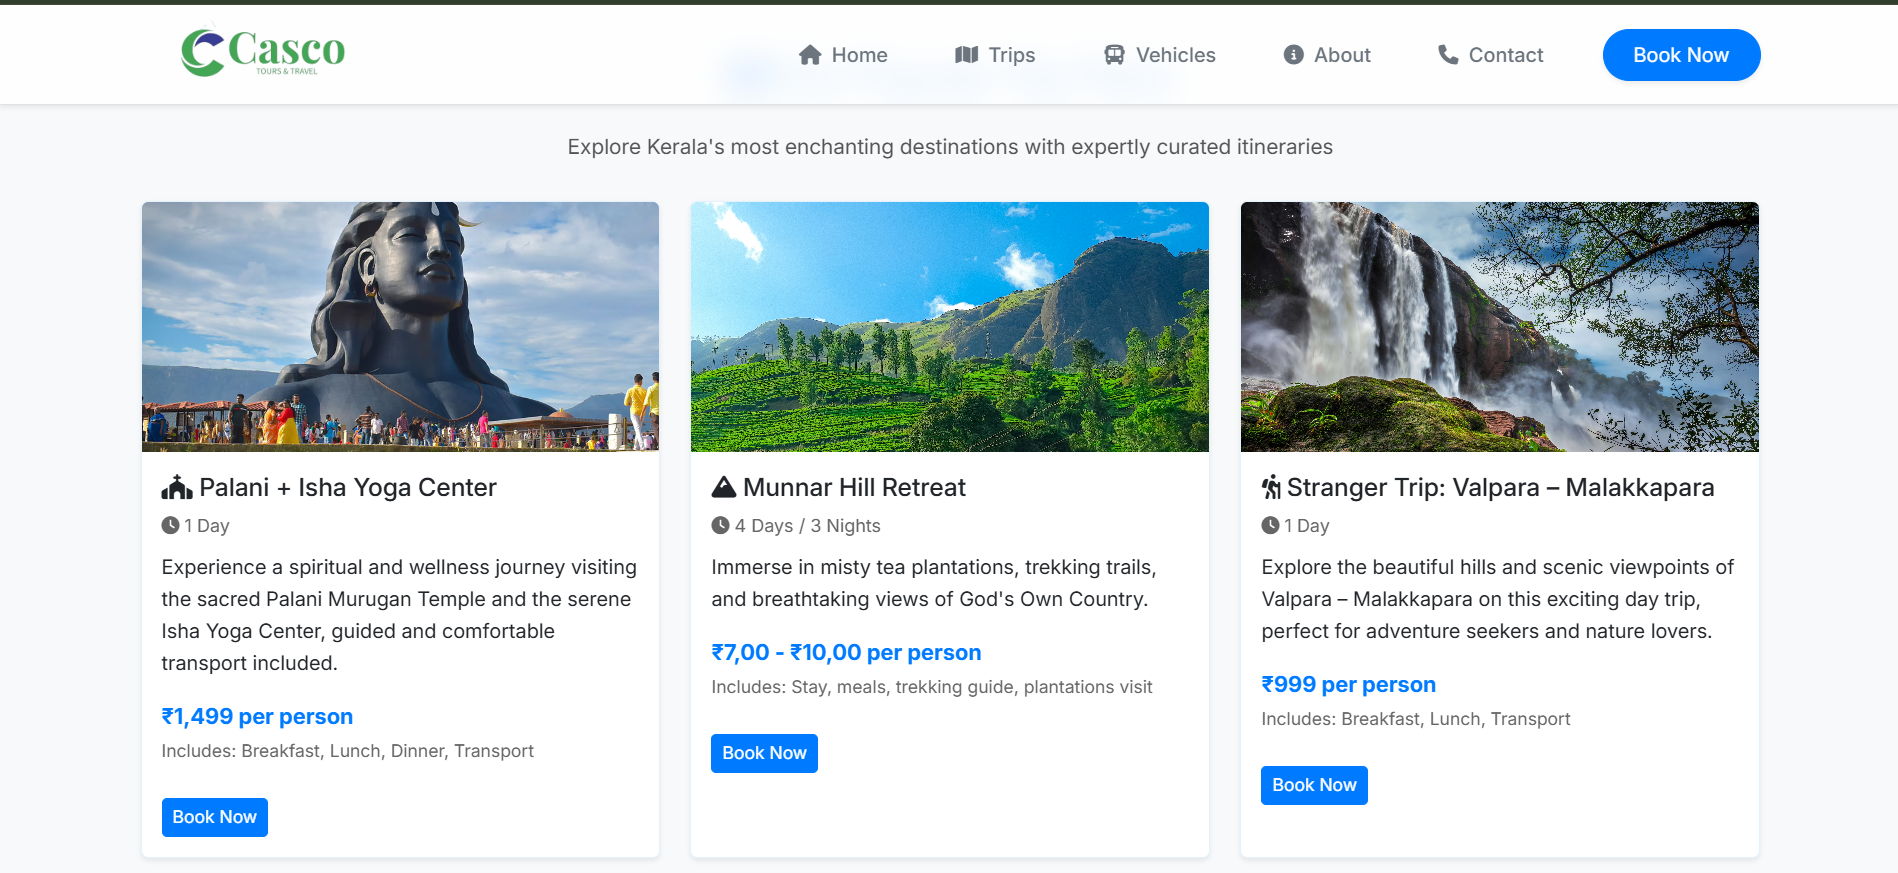 Casco
TOURS & TRAVEL
Home
Trips
Vehicles
About
Contact
Book Now
Explore Kerala's most enchanting destinations with expertly curated itineraries
Palani + Isha Yoga Center
1 Day
Experience a spiritual and wellness journey visiting
the sacred Palani Murugan Temple and the serene
Isha Yoga Center, guided and comfortable
transport included.
₹1,499 per person
Includes: Breakfast, Lunch, Dinner, Transport
Book Now
Munnar Hill Retreat
4 Days / 3 Nights
Immerse in misty tea plantations, trekking trails,
and breathtaking views of God's Own Country.
₹7,00 - ₹10,00 per person
Includes: Stay, meals, trekking guide, plantations visit
Book Now
Stranger Trip: Valpara – Malakkapara
1 Day
Explore the beautiful hills and scenic viewpoints of
Valpara – Malakkapara on this exciting day trip,
perfect for adventure seekers and nature lovers.
₹999 per person
Includes: Breakfast, Lunch, Transport
Book Now